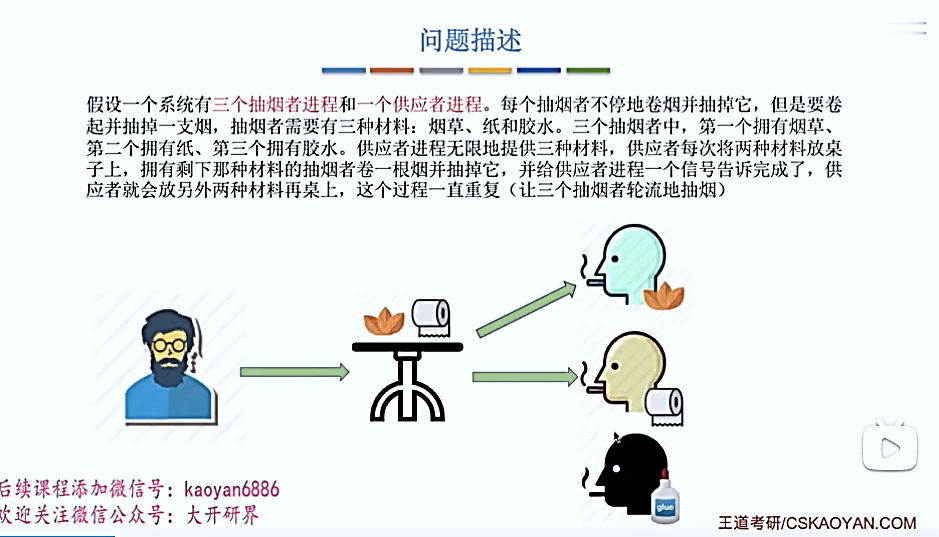 问题描述
假设一个系统有三个抽烟者进程和一个供应者进程。每个抽烟者不停地卷烟并抽掉它，但是要卷
起并抽掉一支烟，抽烟者需要有三种材料：烟草、纸和胶水。三个抽烟者中，第一个拥有烟草、
第二个拥有纸、第三个拥有胶水。供应者进程无限地提供三种材料，供应者每次将两种材料放桌
子上，拥有剩下那种材料的抽烟者卷一根烟并抽掉它，并给供应者进程一个信号告诉完成了，供
应者就会放另外两种材料再桌上，这个过程一直重复（让三个抽烟者轮流地抽烟）
glue
后续课程添加微信号：kaoyan6886
欢迎关注微信公众号：大开研界
王道考研/CSKAOYAN.COM